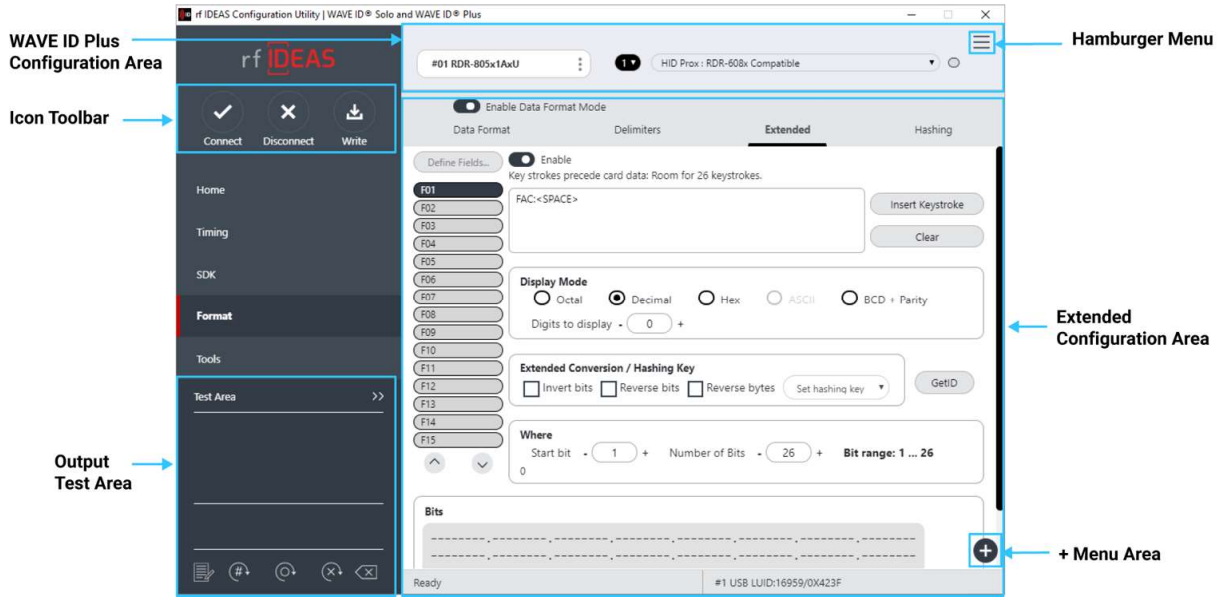 rf IDEAS Configuration Utility | WAVE ID® Solo and WAVE ID® Plus
WAVE ID Plus
Configuration Area
Hamburger Menu
rf IDEAS
#01 RDR-805x1AxU
1
HID Prox : RDR-608x Compatible
Icon Toolbar
Connect
Disconnect
Write
Enable Data Format Mode
Data Format
Delimiters
Extended
Hashing
Home
Timing
SDK
Format
Tools
Define Fields...
Enable
Key strokes precede card data: Room for 26 keystrokes.
F01
F02
F03
F04
F05
F06
F07
F08
F09
F10
F11
F12
F13
F14
F15
FAC:<SPACE>
Insert Keystroke
Clear
Display Mode
Octal
Decimal
Hex
ASCII
BCD + Parity
Digits to display - 0 +
Extended
Configuration Area
Extended Conversion / Hashing Key
Invert bits
Reverse bits
Reverse bytes
Set hashing key
GetID
Test Area >>
Where
Start bit - 1 +
Number of Bits - 26 +
Bit range: 1 ... 26
0
Output
Test Area
Bits
--------.--------.--------.--------.--------.--------.--------.--------
--------.--------.--------.--------.--------.--------.--------.--------
+
+ Menu Area
#
Ready
#1 USB LUID:16959/0X423F